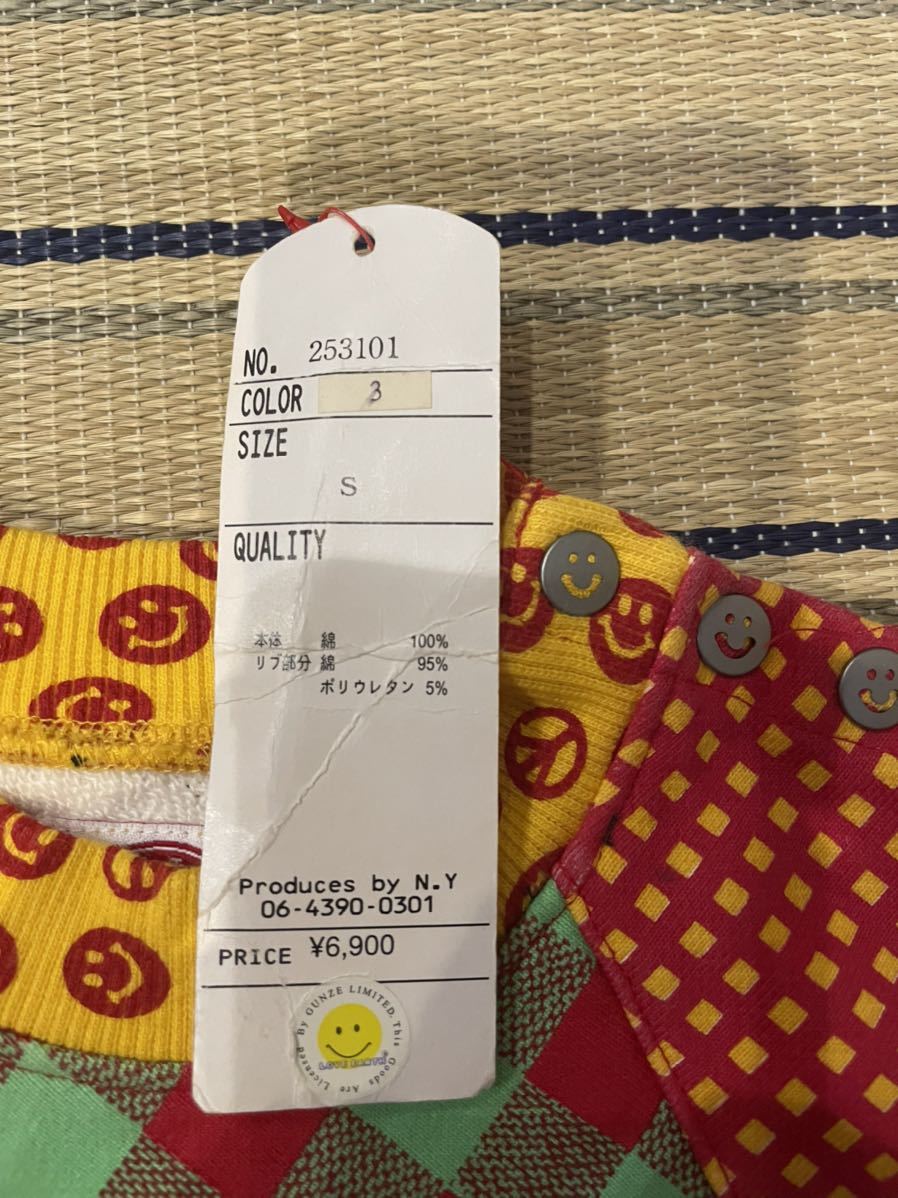 NO. 253101
COLOR 3
SIZE
S
QUALITY
本体 綿 100%
リブ部分 綿 95%
ポリウレタン 5%
Produces by N.Y
06-4390-0301
PRICE ¥6,900
By GUNZE LIMITED. This Goods Are Licensed
LOVE EARTH